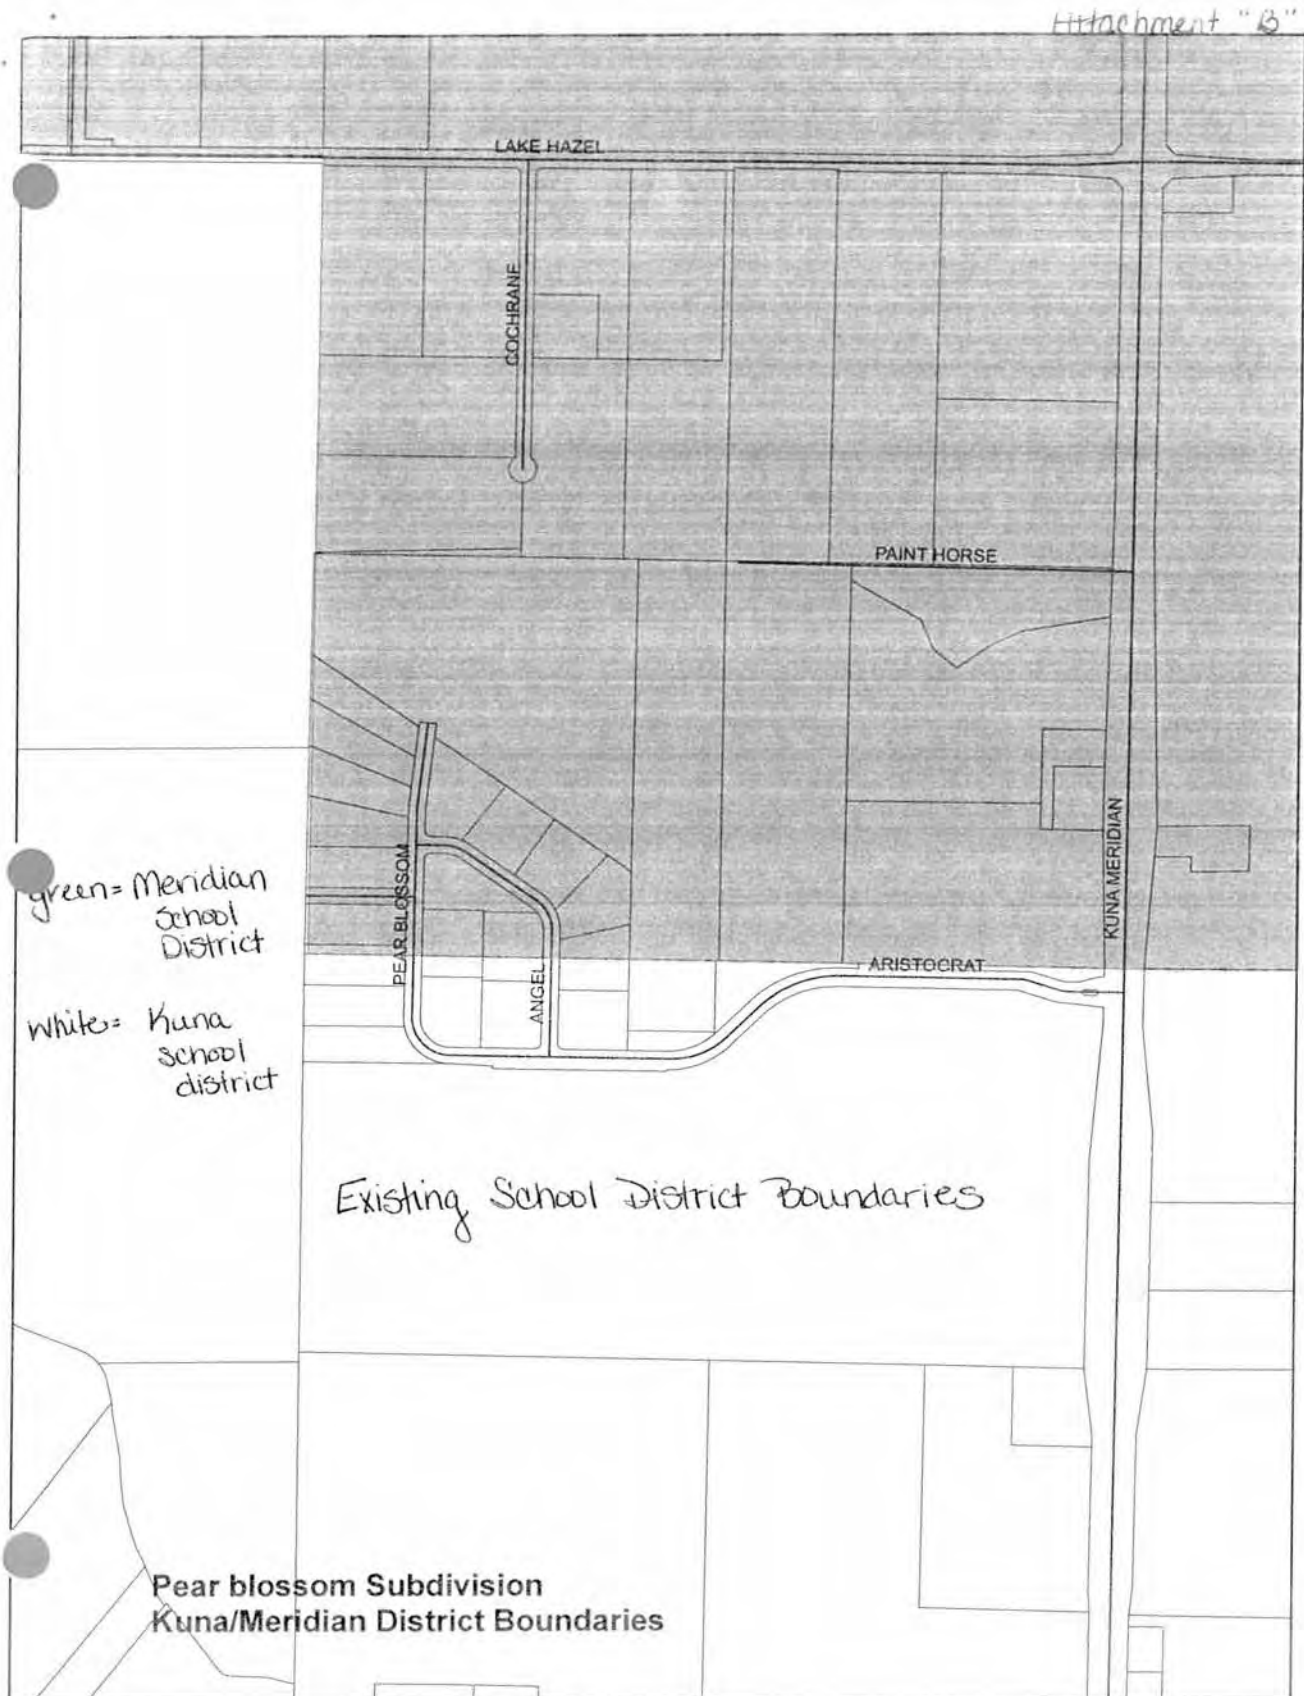 Attachment "B"
LAKE HAZEL
COCHRANE
PAINT HORSE
KUNA MERIDIAN
PEAR BLOSSOM
ANGEL
ARISTOCRAT
green = Meridian
School
District
White = Kuna
school
district
Existing School District Boundaries
Pear blossom Subdivision
Kuna/Meridian District Boundaries